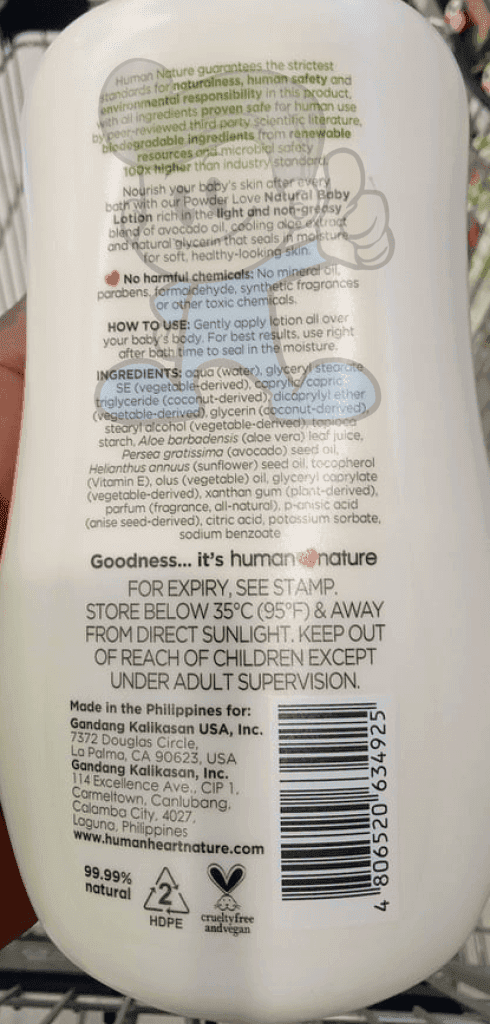 Human Nature guarantees the strictest
standards for naturalness, human safety and
environmental responsibility in this product,
with all ingredients proven safe for human use
by peer-reviewed third party scientific literature,
biodegradable ingredients from renewable
resources and microbial safety
100x higher than industry standard.
Nourish your baby's skin after every
bath with our Powder Love Natural Baby
Lotion rich in the light and non-greasy
blend of avocado oil, cooling aloe extract
and natural glycerin that seals in moisture
for soft, healthy-looking skin.
No harmful chemicals: No mineral oil,
parabens, formaldehyde, synthetic fragrances
or other toxic chemicals.
HOW TO USE: Gently apply lotion all over
your baby's body. For best results, use right
after bath time to seal in the moisture.
INGREDIENTS: aqua (water), glyceryl stearate
SE (vegetable-derived), caprylic capric
triglyceride (coconut-derived), dicaprylyl ether
(vegetable-derived), glycerin (coconut-derived),
stearyl alcohol (vegetable-derived), tapioca
starch, Aloe barbadensis (aloe vera) leaf juice,
Persea gratissima (avocado) seed oil,
Helianthus annuus (sunflower) seed oil, tocopherol
(Vitamin E), olus (vegetable) oil, glyceryl caprylate
(vegetable-derived), xanthan gum (plant-derived),
parfum (fragrance, all-natural), p-anisic acid
(anise seed-derived), citric acid, potassium sorbate,
sodium benzoate
Goodness... it's human nature
FOR EXPIRY, SEE STAMP.
STORE BELOW 35°C (95°F) & AWAY
FROM DIRECT SUNLIGHT. KEEP OUT
OF REACH OF CHILDREN EXCEPT
UNDER ADULT SUPERVISION.
Made in the Philippines for:
Gandang Kalikasan USA, Inc.
7372 Douglas Circle,
La Palma, CA 90623, USA
Gandang Kalikasan, Inc.
114 Excellence Ave., CIP 1,
Carmeltown, Canlubang,
Calamba City, 4027,
Laguna, Philippines
www.humanheartnature.com
4 806520 634925
99.99%
natural
2
HDPE
cruelty free
and vegan